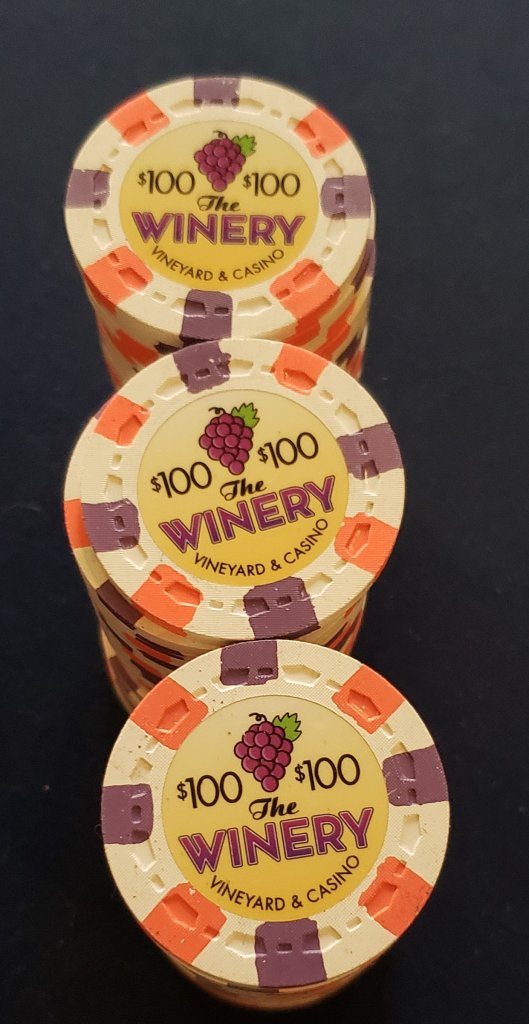 $100 $100
The
WINERY
VINEYARD & CASINO
$100 $100
The
WINERY
VINEYARD & CASINO
$100 $100
The
WINERY
VINEYARD & CASINO